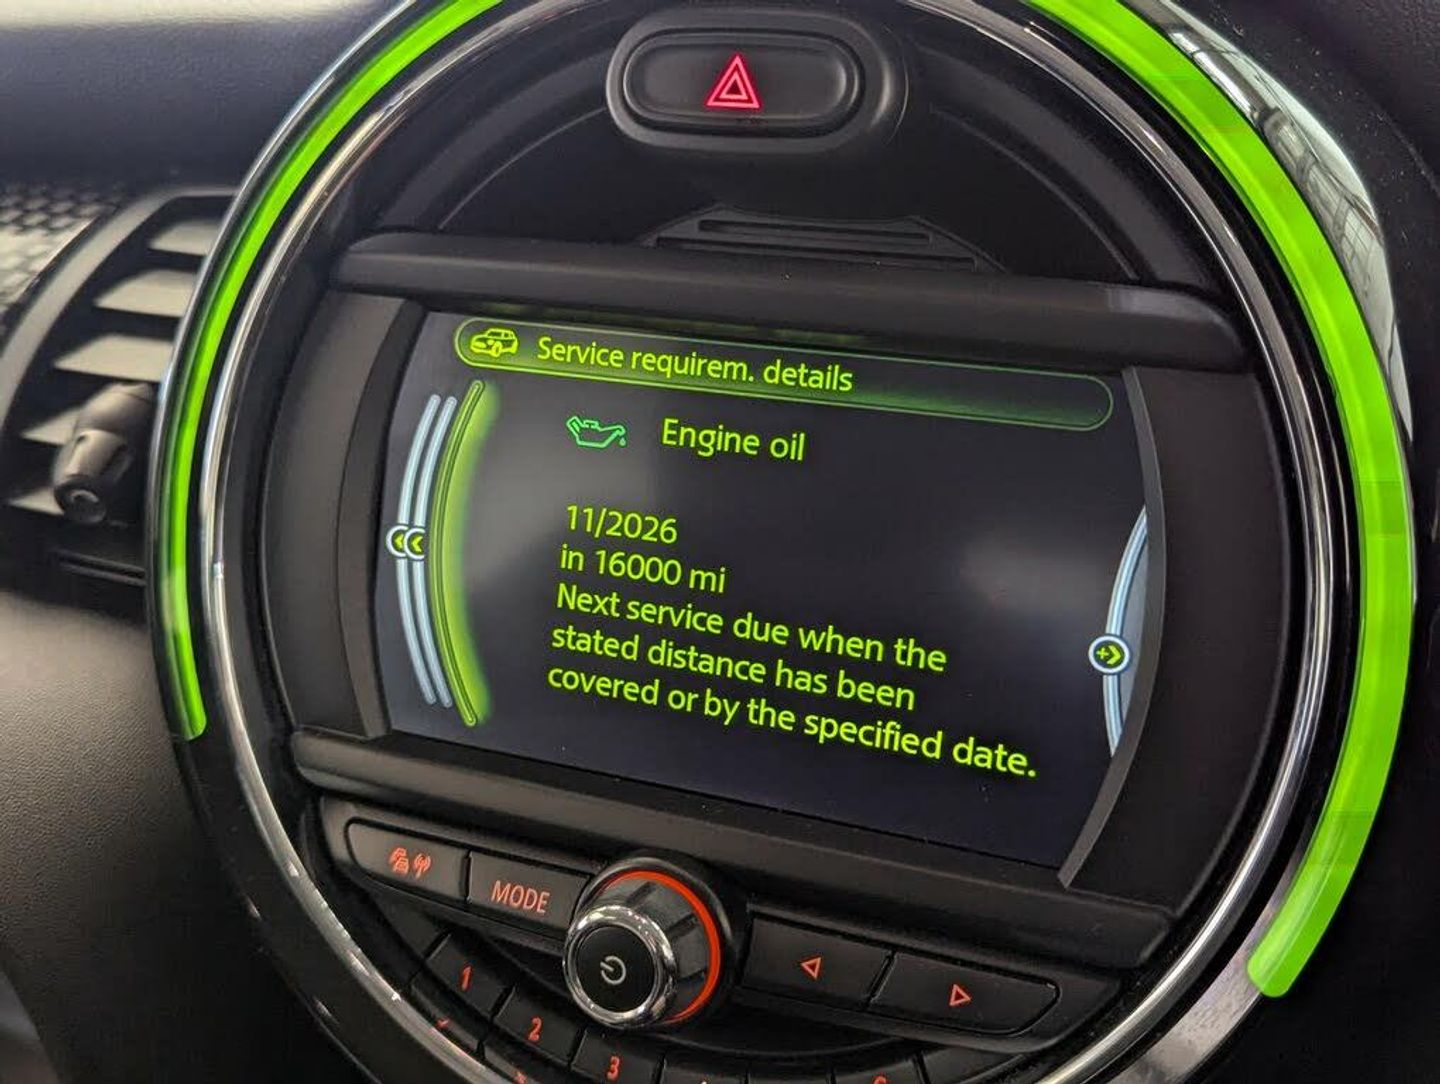 Service requirem. details
Engine oil
11/2026
in 16000 mi
Next service due when the
stated distance has been
covered or by the specified date.
MODE
1
2
3